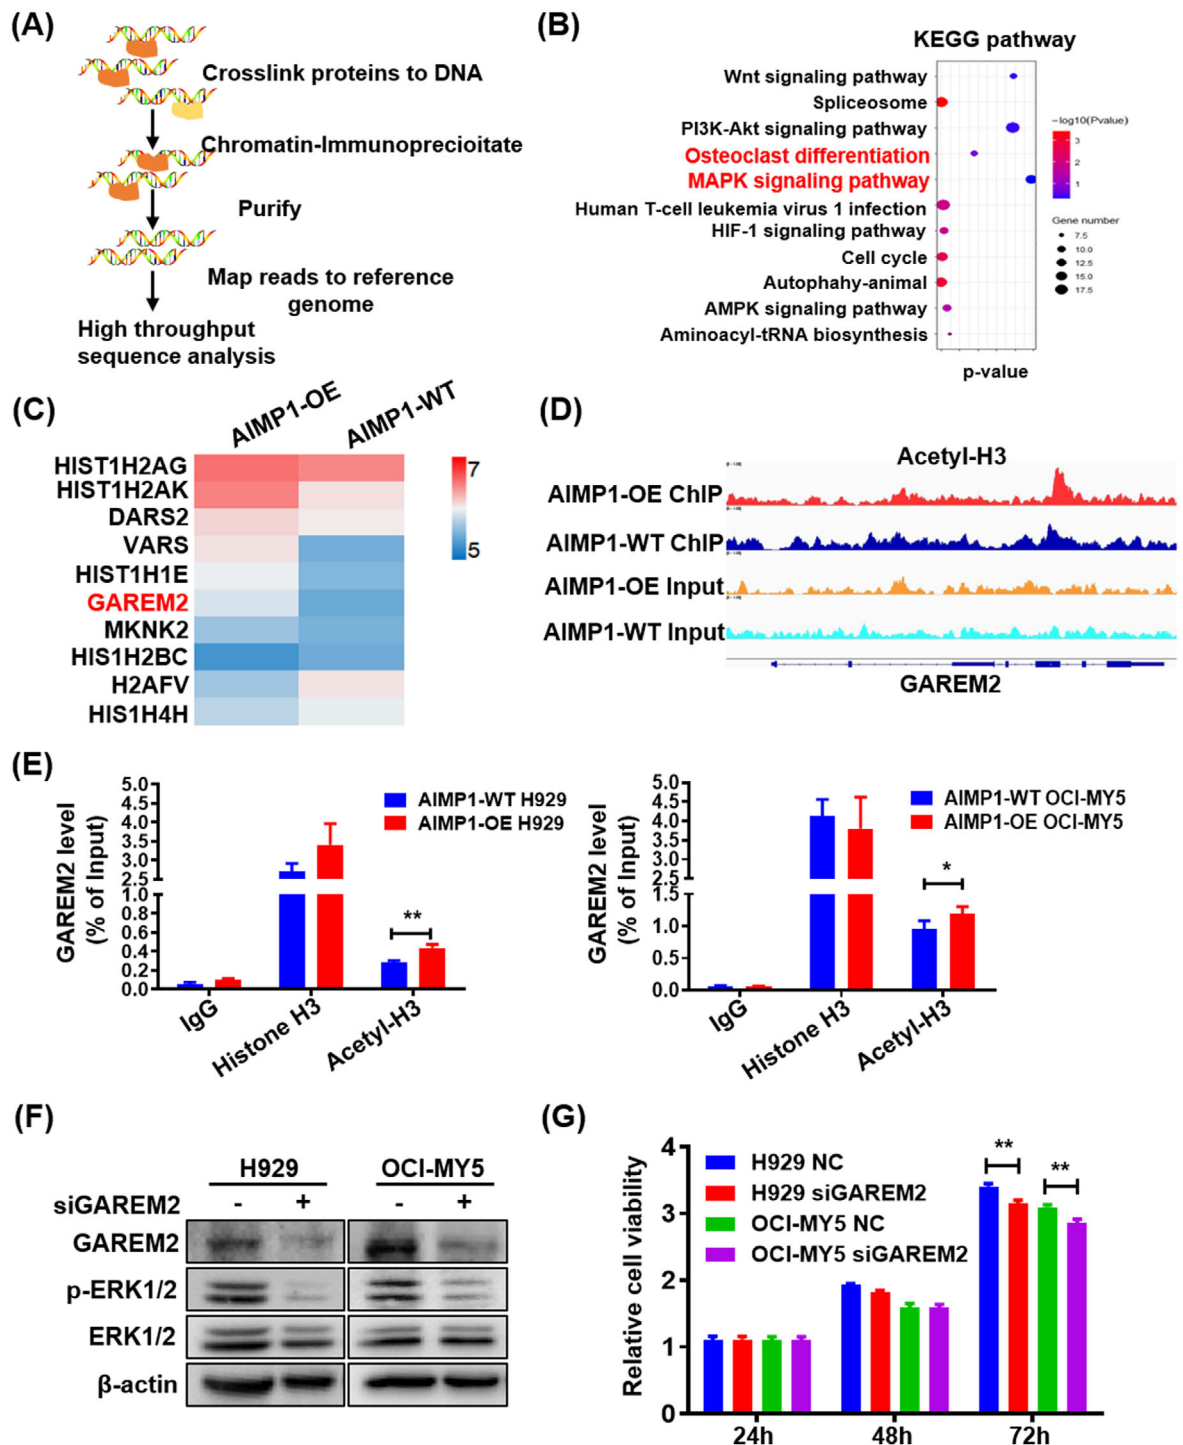 (A)
Crosslink proteins to DNA
Chromatin-Immunoprecioitate
Purify
Map reads to reference
genome
High throughput
sequence analysis
(B)
KEGG pathway
Wnt signaling pathway
Spliceosome
PI3K-Akt signaling pathway
Osteoclast differentiation
MAPK signaling pathway
Human T-cell leukemia virus 1 infection
HIF-1 signaling pathway
Cell cycle
Autophahy-animal
AMPK signaling pathway
Aminoacyl-tRNA biosynthesis
p-value
−log10(Pvalue)
3
2
1
Gene number
7.5
10.0
12.5
15.0
17.5
(C)
AIMP1-OE
AIMP1-WT
HIST1H2AG
HIST1H2AK
DARS2
VARS
HIST1H1E
GAREM2
MKNK2
HIS1H2BC
H2AFV
HIS1H4H
7
5
(D)
Acetyl-H3
AIMP1-OE ChIP
AIMP1-WT ChIP
AIMP1-OE Input
AIMP1-WT Input
GAREM2
(E)
GAREM2 level
(% of Input)
5.0
4.5
4.0
3.5
3.0
2.5
1.0
0.8
0.6
0.4
0.2
0.0
AIMP1-WT H929
AIMP1-OE H929
**
IgG
Histone H3
Acetyl-H3
GAREM2 level
(% of Input)
5.0
4.5
4.0
3.5
3.0
2.5
1.5
1.0
0.5
0.0
AIMP1-WT OCI-MY5
AIMP1-OE OCI-MY5
*
IgG
Histone H3
Acetyl-H3
(F)
H929 OCI-MY5
siGAREM2 - + - +
GAREM2
p-ERK1/2
ERK1/2
β-actin
(G)
Relative cell viability
4
3
2
1
0
H929 NC
H929 siGAREM2
OCI-MY5 NC
OCI-MY5 siGAREM2
**
**
24h 48h 72h